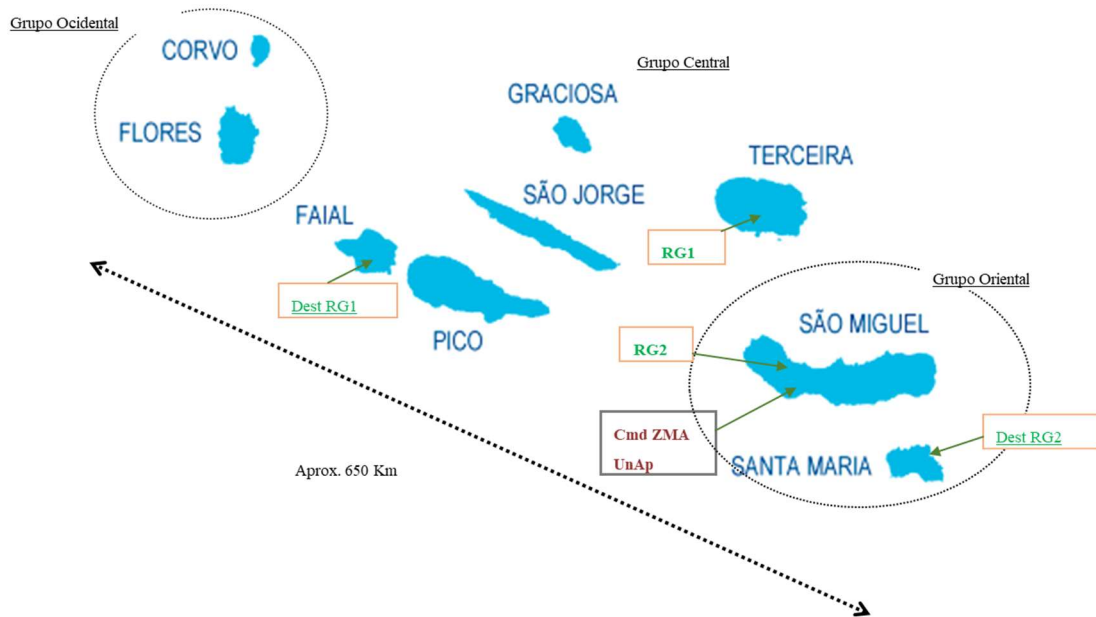 Grupo Ocidental
CORVO
FLORES
Grupo Central
GRACIOSA
TERCEIRA
SÃO JORGE
FAIAL
RG1
Dest RG1
PICO
Grupo Oriental
SÃO MIGUEL
RG2
Cmd ZMA
UnAp
Dest RG2
SANTA MARIA
Aprox. 650 Km